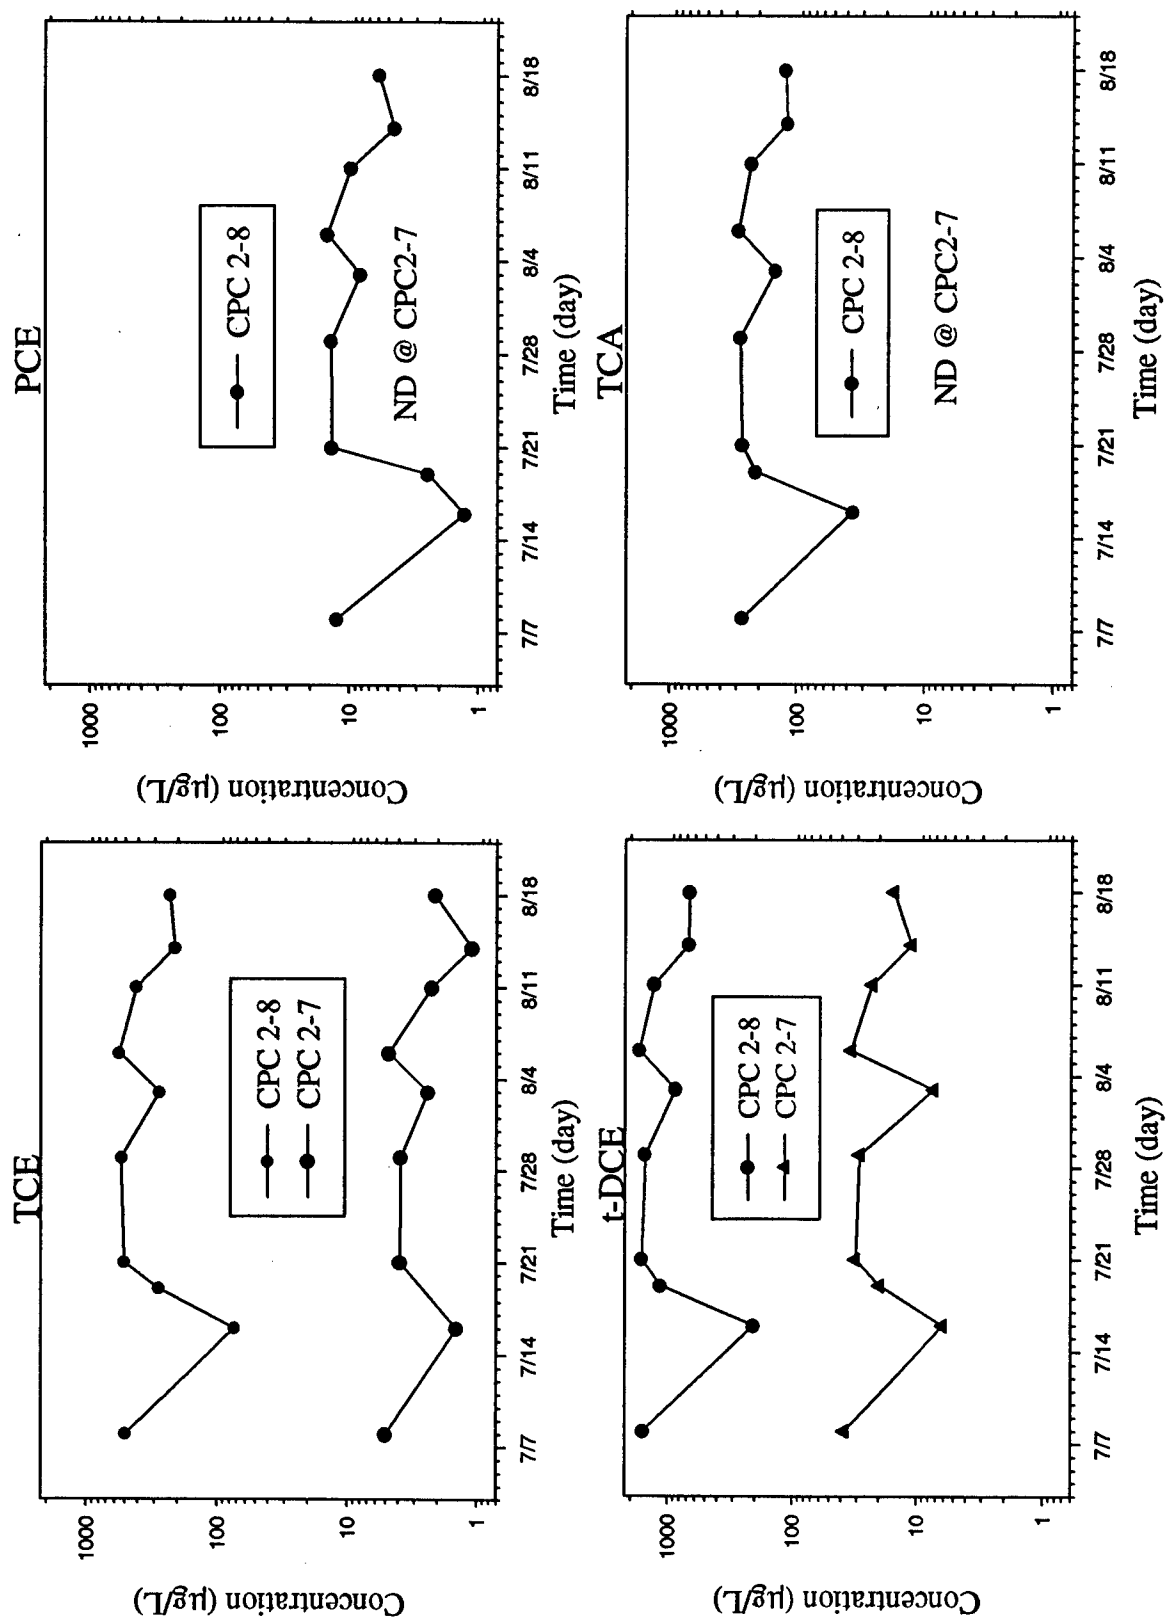 TCE
Concentration (µg/L)
1000
100
10
1
CPC 2-8
CPC 2-7
7/7
7/14
7/21
7/28
8/4
8/11
8/18
Time (day)
PCE
Concentration (µg/L)
1000
100
10
1
CPC 2-8
ND @ CPC2-7
7/7
7/14
7/21
7/28
8/4
8/11
8/18
Time (day)
t-DCE
Concentration (µg/L)
1000
100
10
1
CPC 2-8
CPC 2-7
7/7
7/14
7/21
7/28
8/4
8/11
8/18
Time (day)
TCA
Concentration (µg/L)
1000
100
10
1
CPC 2-8
ND @ CPC2-7
7/7
7/14
7/21
7/28
8/4
8/11
8/18
Time (day)